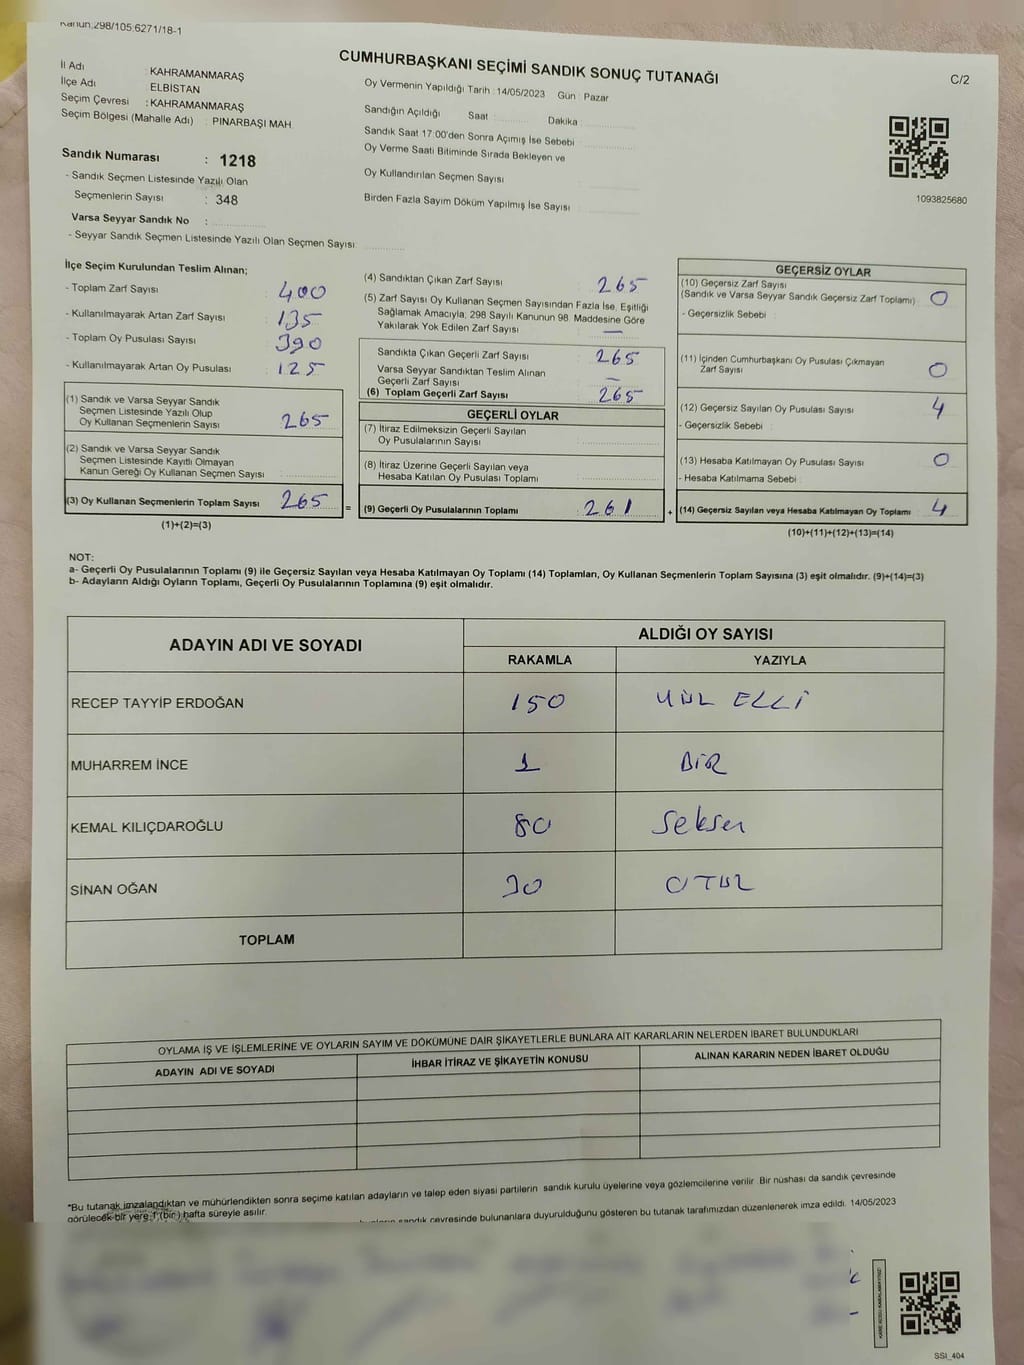 Kanun:298/105,6271/18-1
CUMHURBAŞKANI SEÇİMİ SANDIK SONUÇ TUTANAĞI
C/2
İl Adı : KAHRAMANMARAŞ
İlçe Adı : ELBİSTAN
Seçim Çevresi : KAHRAMANMARAŞ
Seçim Bölgesi (Mahalle Adı) : PINARBAŞI MAH.
Sandık Numarası : 1218
- Sandık Seçmen Listesinde Yazılı Olan
Seçmenlerin Sayısı : 348
Varsa Seyyar Sandık No :
- Seyyar Sandık Seçmen Listesinde Yazılı Olan Seçmen Sayısı:
Oy Vermenin Yapıldığı Tarih : 14/05/2023 Gün : Pazar
Sandığın Açıldığı Saat Dakika
Sandık Saat 17:00'den Sonra Açımış İse Sebebi
Oy Verme Saati Bitiminde Sırada Bekleyen ve
Oy Kullandırılan Seçmen Sayısı
Birden Fazla Sayım Döküm Yapılmış İse Sayısı
1093825680
İlçe Seçim Kurulundan Teslim Alınan;
- Toplam Zarf Sayısı : 400
- Kullanılmayarak Artan Zarf Sayısı : 135
- Toplam Oy Pusulası Sayısı : 390
- Kullanılmayarak Artan Oy Pusulası : 125
(1) Sandık ve Varsa Seyyar Sandık
Seçmen Listesinde Yazılı Olup
Oy Kullanan Seçmenlerin Sayısı : 265
(2) Sandık ve Varsa Seyyar Sandık
Seçmen Listesinde Kayıtlı Olmayan
Kanun Gereği Oy Kullanan Seçmen Sayısı :
(3) Oy Kullanan Seçmenlerin Toplam Sayısı 265
(1)+(2)=(3)
(4) Sandıktan Çıkan Zarf Sayısı : 265
(5) Zarf Sayısı Oy Kullanan Seçmen Sayısından Fazla İse, Eşitliği
Sağlamak Amacıyla; 298 Sayılı Kanunun 98. Maddesine Göre
Yakılarak Yok Edilen Zarf Sayısı : —
Sandıkta Çıkan Geçerli Zarf Sayısı : 265
Varsa Seyyar Sandıktan Teslim Alınan
Geçerli Zarf Sayısı : —
(6) Toplam Geçerli Zarf Sayısı : 265
GEÇERLİ OYLAR
(7) İtiraz Edilmeksizin Geçerli Sayılan
Oy Pusulalarının Sayısı :
(8) İtiraz Üzerine Geçerli Sayılan veya
Hesaba Katılan Oy Pusulası Toplamı :
= (9) Geçerli Oy Pusulalarının Toplamı : 261
GEÇERSİZ OYLAR
(10) Geçersiz Zarf Sayısı
(Sandık ve Varsa Seyyar Sandık Geçersiz Zarf Toplamı) : 0
- Geçersizlik Sebebi :
(11) İçinden Cumhurbaşkanı Oy Pusulası Çıkmayan
Zarf Sayısı : 0
(12) Geçersiz Sayılan Oy Pusulası Sayısı : 4
- Geçersizlik Sebebi :
(13) Hesaba Katılmayan Oy Pusulası Sayısı : 0
- Hesaba Katılmama Sebebi :
+ (14) Geçersiz Sayılan veya Hesaba Katılmayan Oy Toplamı : 4
(10)+(11)+(12)+(13)=(14)
NOT:
a- Geçerli Oy Pusulalarının Toplamı (9) ile Geçersiz Sayılan veya Hesaba Katılmayan Oy Toplamı (14) Toplamları, Oy Kullanan Seçmenlerin Toplam Sayısına (3) eşit olmalıdır. (9)+(14)=(3)
b- Adayların Aldığı Oyların Toplamı, Geçerli Oy Pusulalarının Toplamına (9) eşit olmalıdır.
ADAYIN ADI VE SOYADI ALDIĞI OY SAYISI
RAKAMLA YAZIYLA
RECEP TAYYİP ERDOĞAN 150 YÜZ ELLİ
MUHARREM İNCE 1 BİR
KEMAL KILIÇDAROĞLU 80 Seksen
SİNAN OĞAN 30 OTUZ
TOPLAM
OYLAMA İŞ VE İŞLEMLERİNE VE OYLARIN SAYIM VE DÖKÜMÜNE DAİR ŞİKAYETLERLE BUNLARA AİT KARARLARIN NELERDEN İBARET BULUNDUKLARI
ADAYIN ADI VE SOYADI İHBAR İTİRAZ VE ŞİKAYETİN KONUSU ALINAN KARARIN NEDEN İBARET OLDUĞU
*Bu tutanak imzalandıktan ve mühürlendikten sonra seçime katılan adayların ve talep eden siyasi partilerin sandık kurulu üyelerine veya gözlemcilerine verilir. Bir nüshası da sandık çevresinde
görülecek bir yere 1 (bir) hafta süreyle asılır.
sandık çevresinde bulunanlara duyurulduğunu gösteren bu tutanak tarafımızdan düzenlenerek imza edildi. 14/05/2023
SSI_404